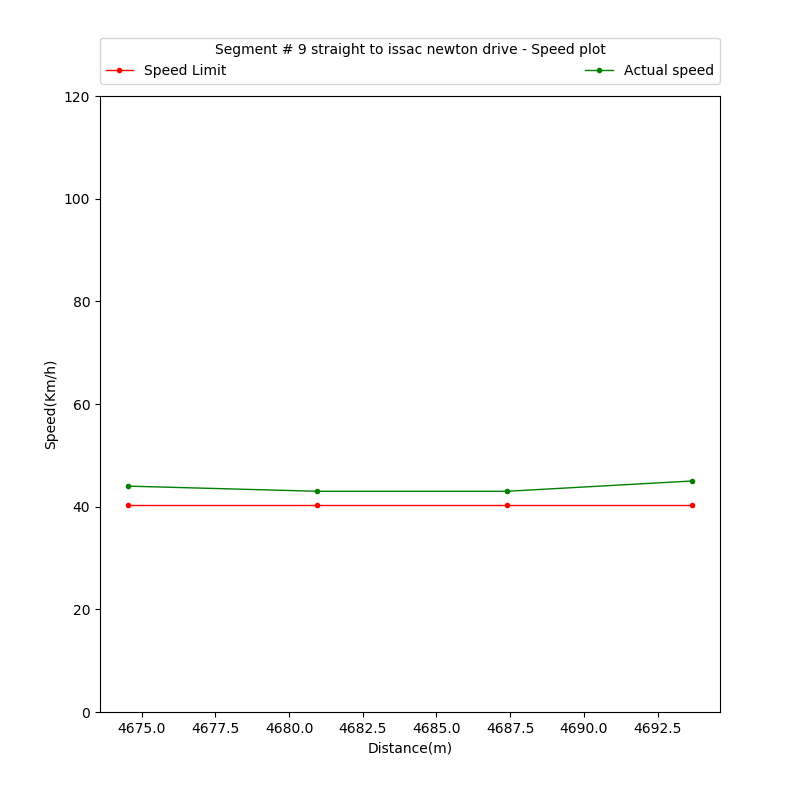 Segment # 9 straight to issac newton drive - Speed plot
Speed Limit
Actual speed
120
100
80
60
40
20
0
Speed(Km/h)
4675.0 4677.5 4680.0 4682.5 4685.0 4687.5 4690.0 4692.5
Distance(m)